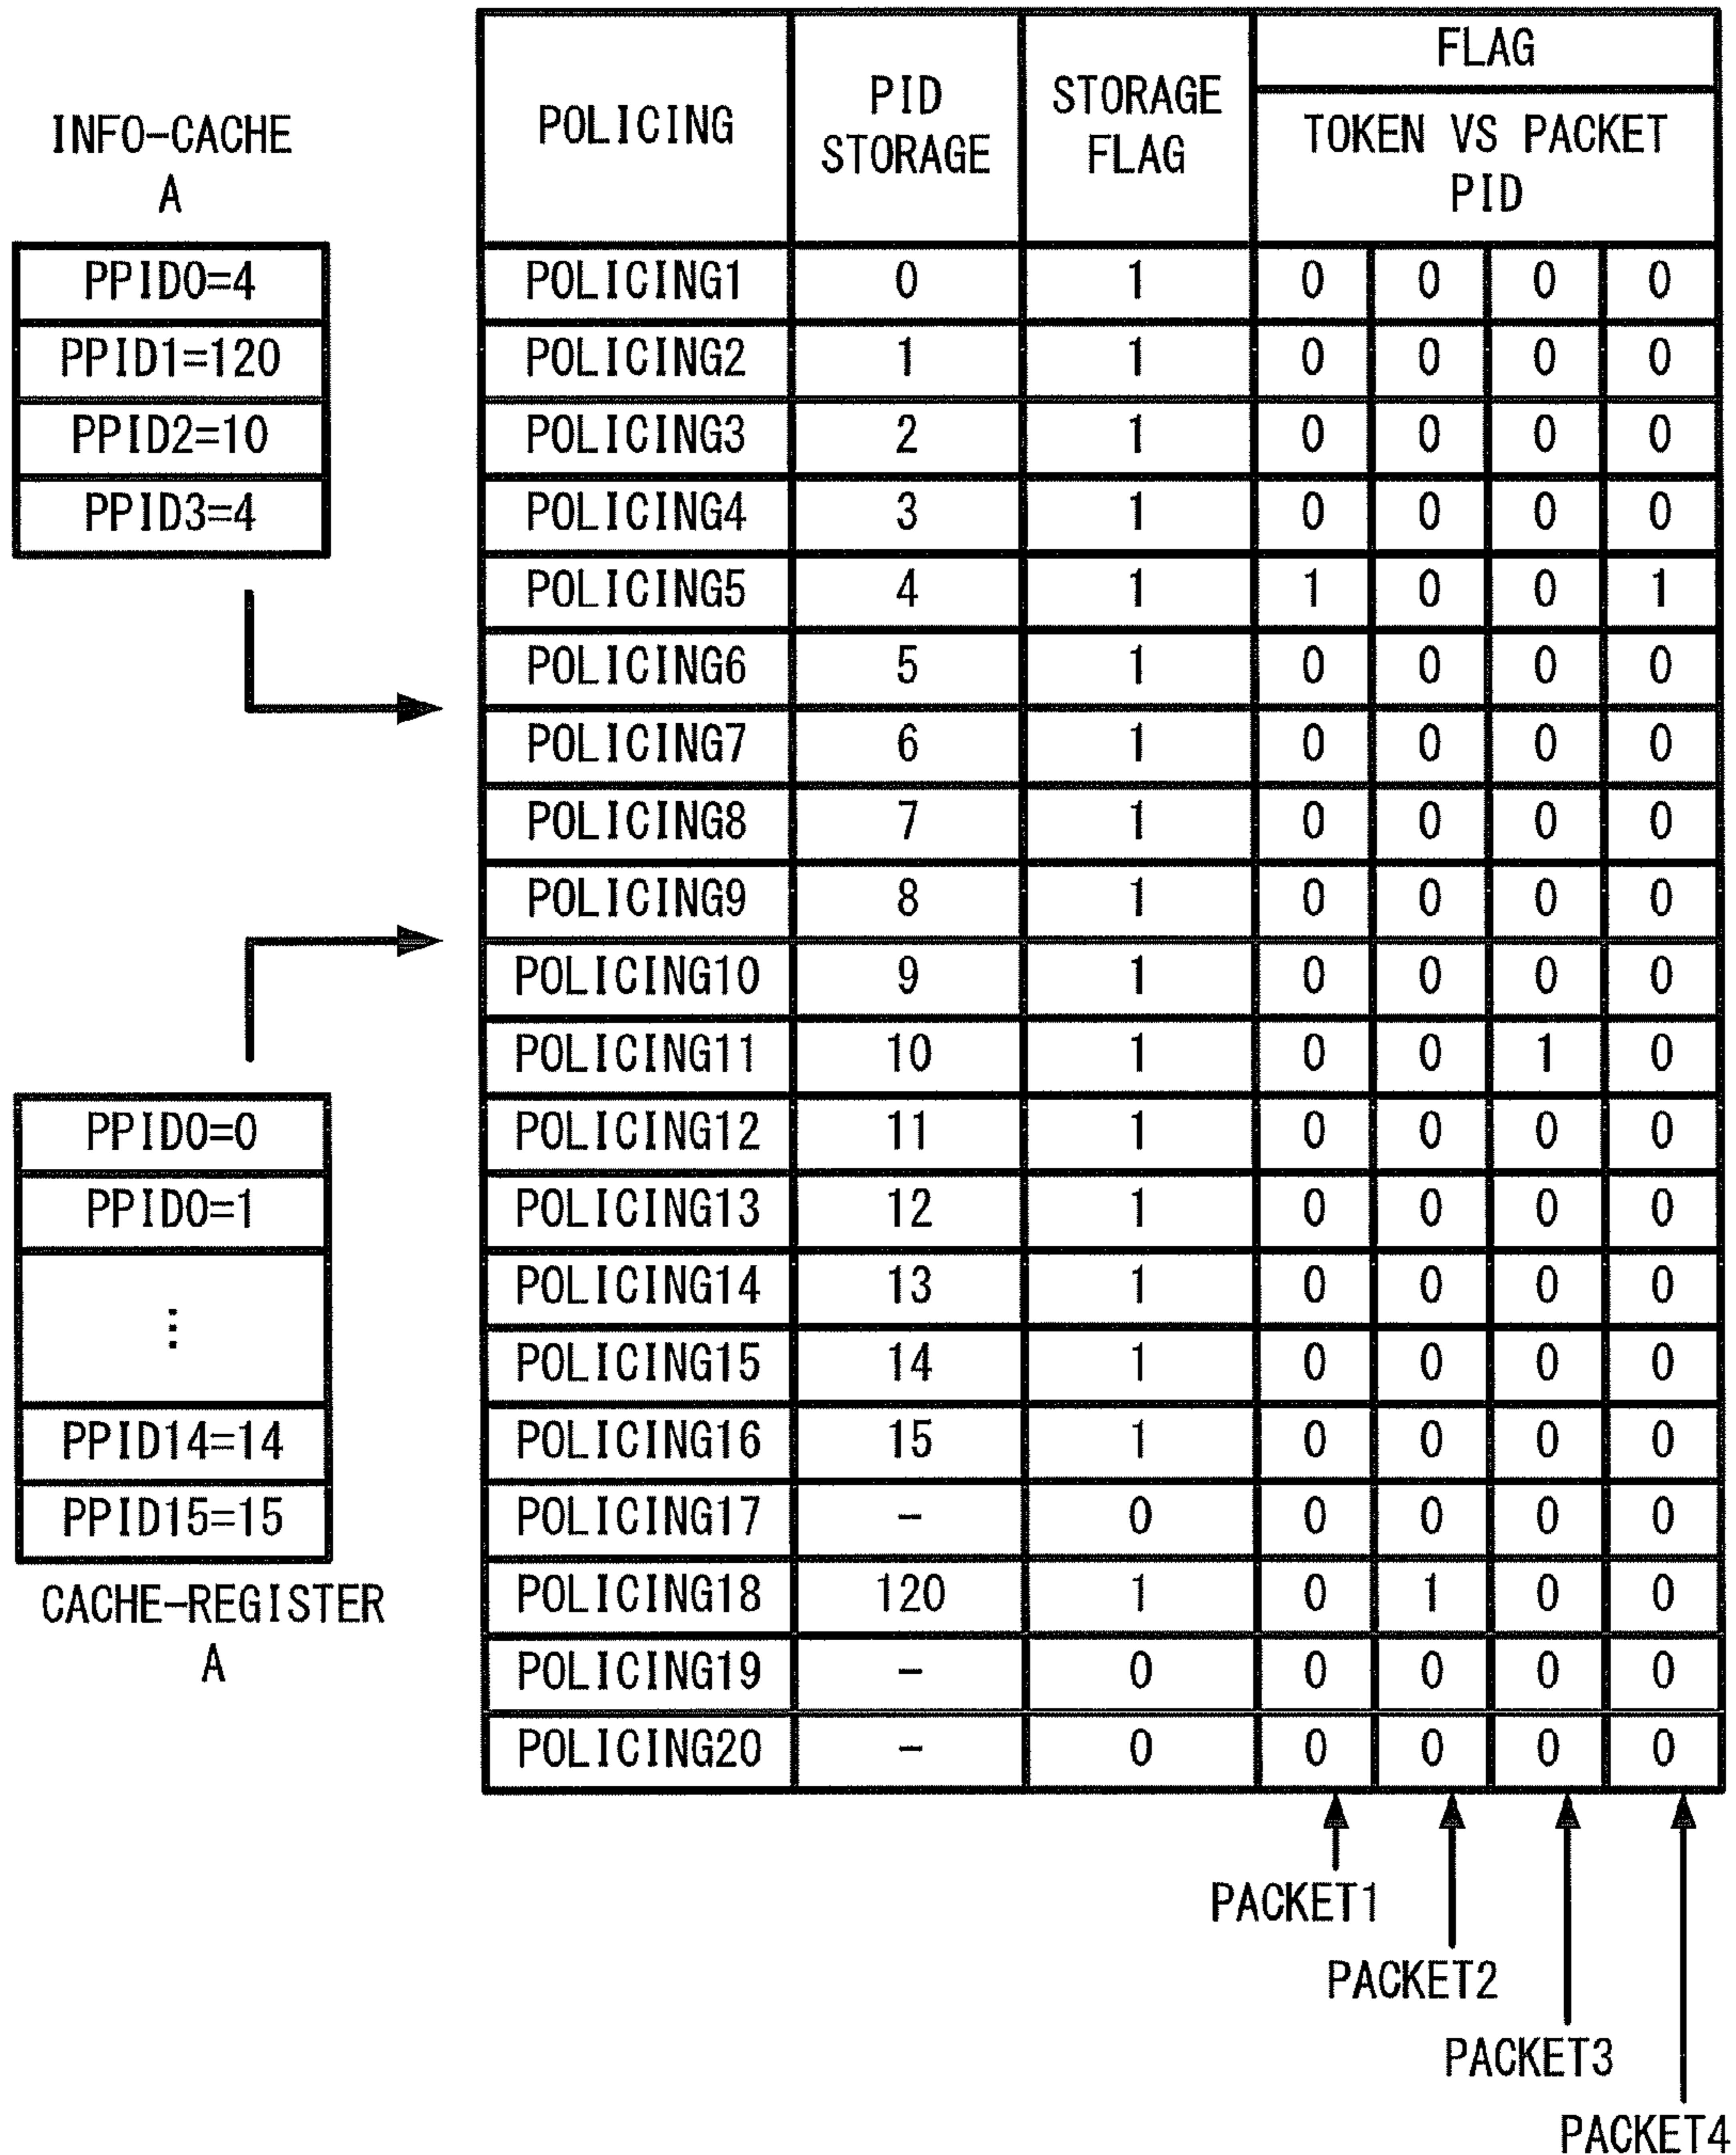 INFO-CACHE
A
PPID0=4
PPID1=120
PPID2=10
PPID3=4
PPID0=0
PPID0=1
⋮
PPID14=14
PPID15=15
CACHE-REGISTER
A
POLICING
PID
STORAGE
STORAGE
FLAG
FLAG
TOKEN VS PACKET
PID
POLICING1 0 1 0 0 0 0
POLICING2 1 1 0 0 0 0
POLICING3 2 1 0 0 0 0
POLICING4 3 1 0 0 0 0
POLICING5 4 1 1 0 0 1
POLICING6 5 1 0 0 0 0
POLICING7 6 1 0 0 0 0
POLICING8 7 1 0 0 0 0
POLICING9 8 1 0 0 0 0
POLICING10 9 1 0 0 0 0
POLICING11 10 1 0 0 1 0
POLICING12 11 1 0 0 0 0
POLICING13 12 1 0 0 0 0
POLICING14 13 1 0 0 0 0
POLICING15 14 1 0 0 0 0
POLICING16 15 1 0 0 0 0
POLICING17 - 0 0 0 0 0
POLICING18 120 1 0 1 0 0
POLICING19 - 0 0 0 0 0
POLICING20 - 0 0 0 0 0
PACKET1
PACKET2
PACKET3
PACKET4